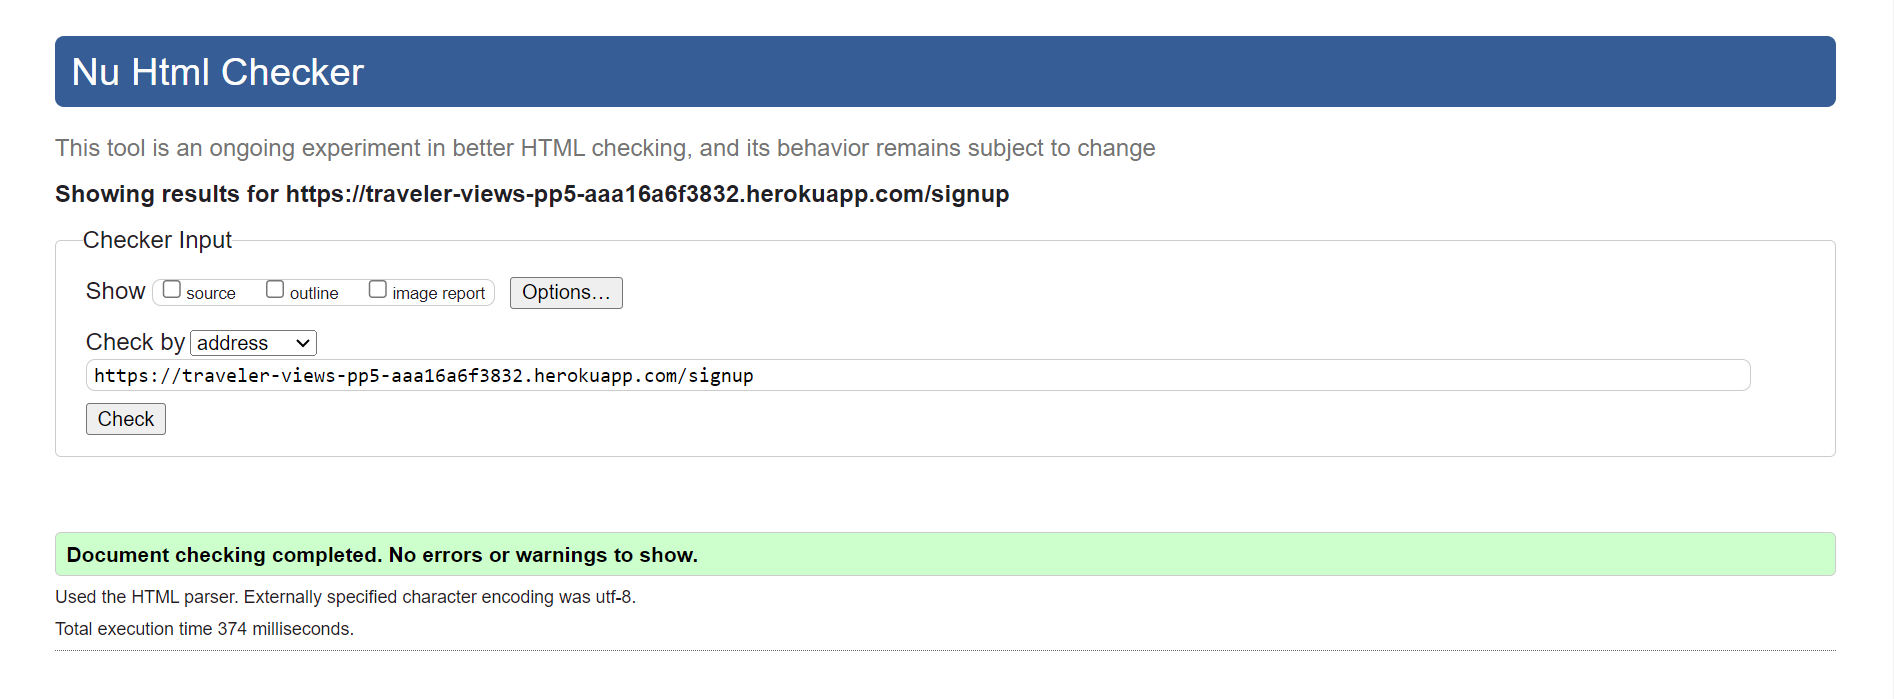 Nu Html Checker
This tool is an ongoing experiment in better HTML checking, and its behavior remains subject to change
Showing results for https://traveler-views-pp5-aaa16a6f3832.herokuapp.com/signup
Checker Input
Show source outline image report Options...
Check by address
https://traveler-views-pp5-aaa16a6f3832.herokuapp.com/signup
Check
Document checking completed. No errors or warnings to show.
Used the HTML parser. Externally specified character encoding was utf-8.
Total execution time 374 milliseconds.